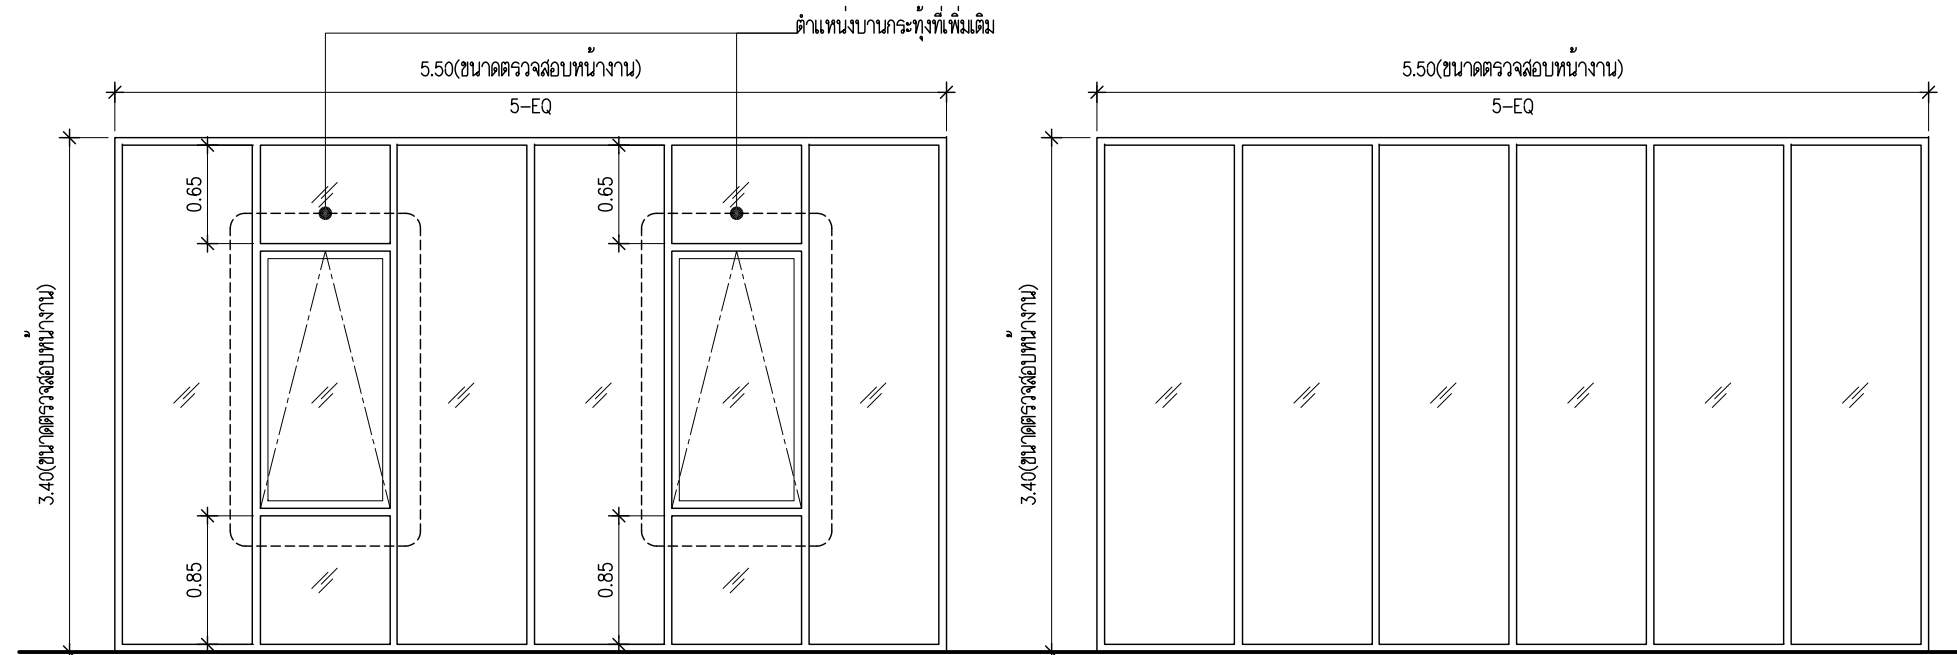 ตำแหน่งบานกระทุ้งที่เพิ่มเติม
5.50(ขนาดตรวจสอบหน้างาน)
5-EQ
0.65
0.65
3.40(ขนาดตรวจสอบหน้างาน)
0.85
0.85
5.50(ขนาดตรวจสอบหน้างาน)
5-EQ
3.40(ขนาดตรวจสอบหน้างาน)